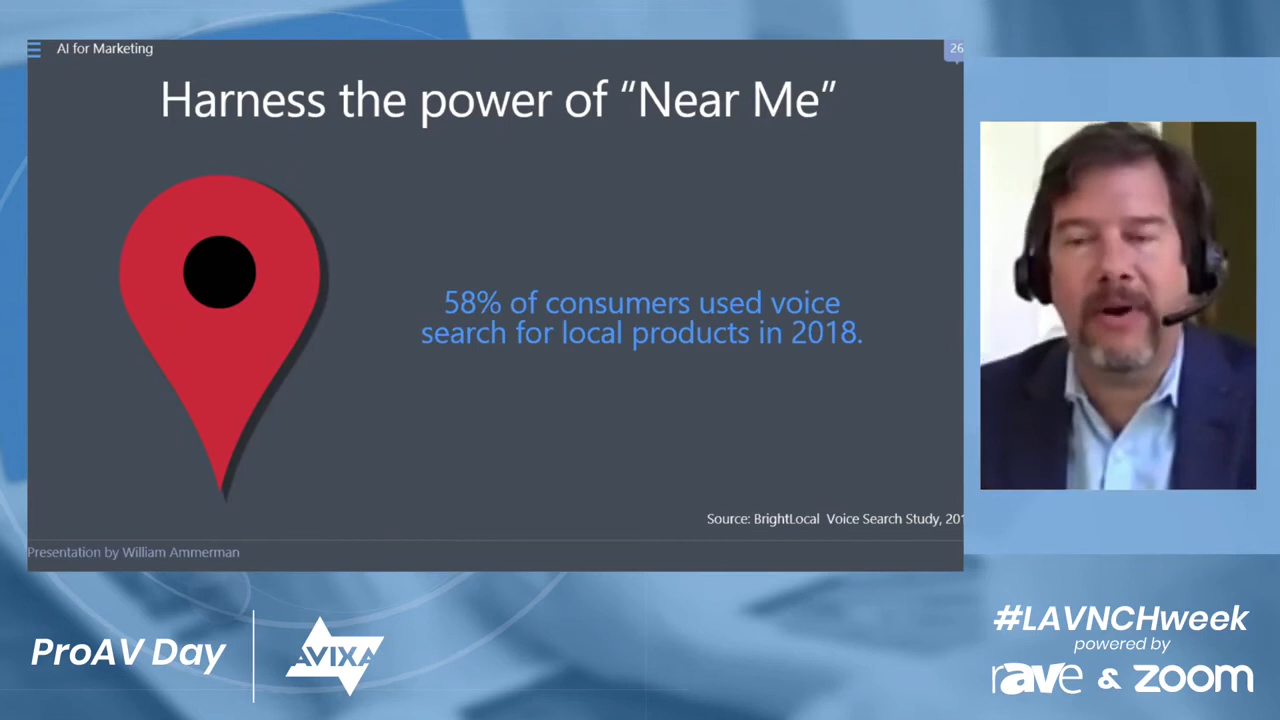 AI for Marketing
26
Harness the power of “Near Me”
58% of consumers used voice
search for local products in 2018.
Source: BrightLocal Voice Search Study, 201
Presentation by William Ammerman
ProAV Day
AVIXA
#LAVNCHweek
powered by
rave & zoom